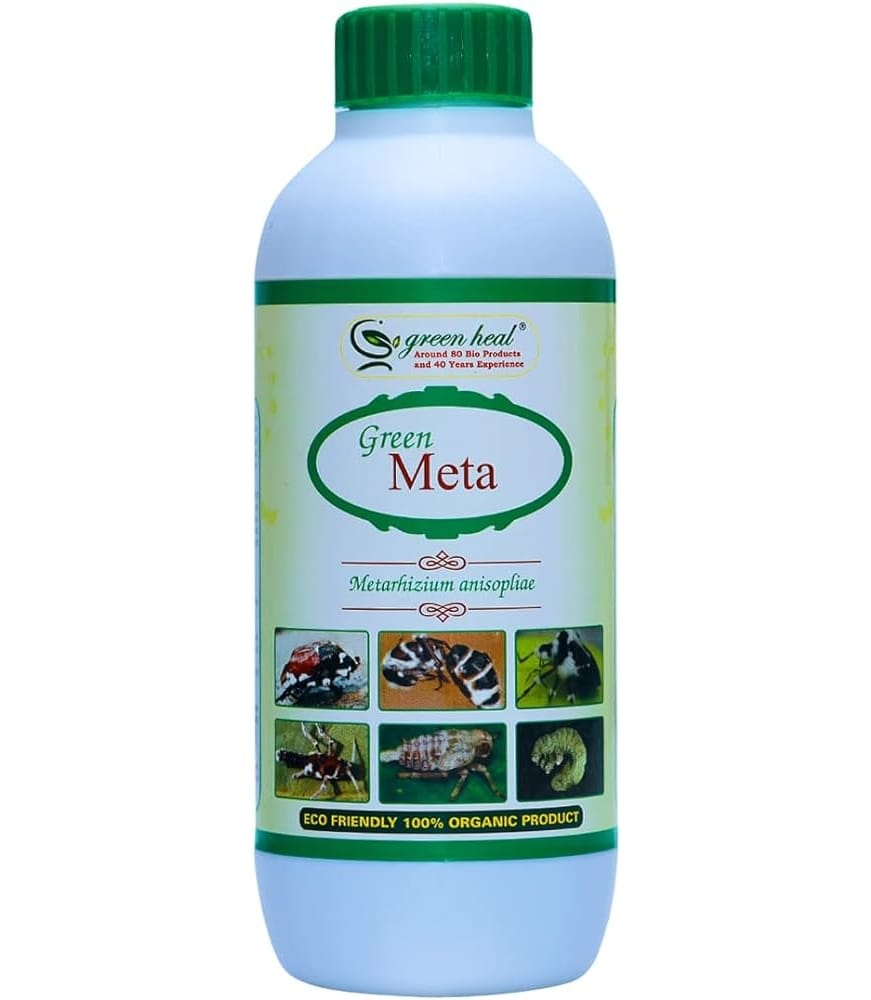 green heal®
Around 80 Bio Products
and 40 Years Experience
Green
Meta
Metarhizium anisopliae
ECO FRIENDLY 100% ORGANIC PRODUCT